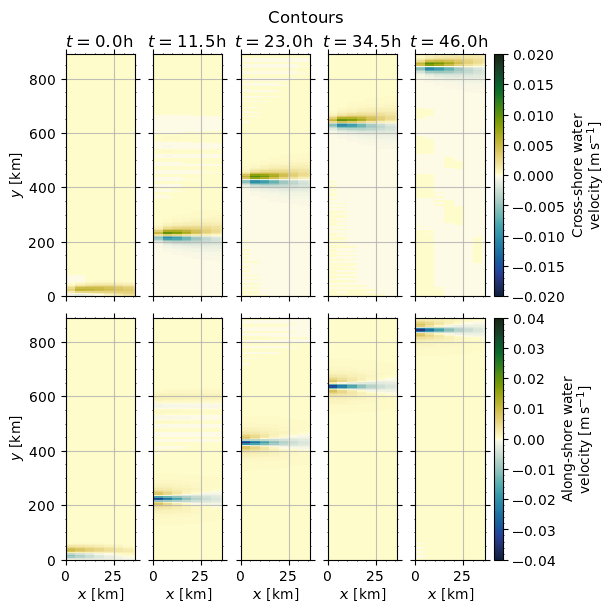 Contours
t = 0.0h t = 11.5h t = 23.0h t = 34.5h t = 46.0h
800
600
400
200
0
y [km]
0.020
0.015
0.010
0.005
0.000
−0.005
−0.010
−0.015
−0.020
Cross-shore water
velocity [m s⁻¹]
800
600
400
200
0
y [km]
0 25 0 25 0 25 0 25 0 25
x [km] x [km] x [km] x [km] x [km]
0.04
0.03
0.02
0.01
0.00
−0.01
−0.02
−0.03
−0.04
Along-shore water
velocity [m s⁻¹]